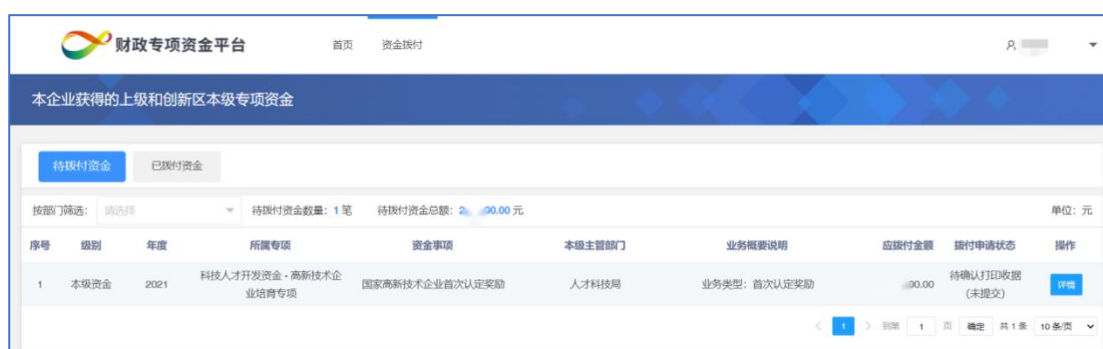 财政专项资金平台 首页 资金拨付
本企业获得的上级和创新区本级专项资金
待拨付资金 已拨付资金
按部门筛选： 请选择 待拨付资金数量：1 笔 待拨付资金总额：2 00.00 元 单位：元
序号 级别 年度 所属专项 资金事项 本级主管部门 业务概要说明 应拨付金额 拨付申请状态 操作
1 本级资金 2021 科技人才开发资金 - 高新技术企 国家高新技术企业首次认定奖励 人才科技局 业务类型：首次认定奖励 00.00 待确认打印收据 详情
业培育专项 (未提交)
< 1 > 到第 1 页 确定 共 1 条 10 条/页